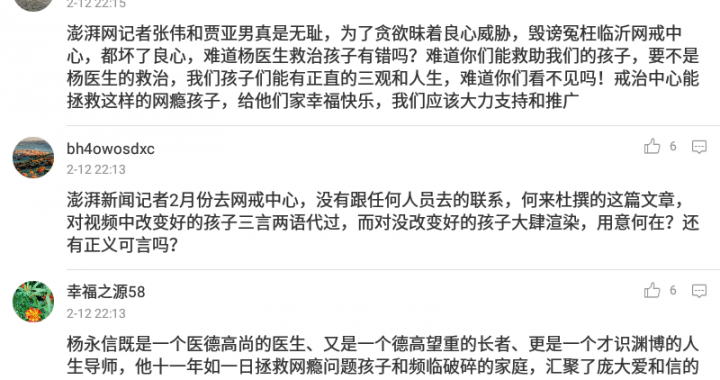 2-12 22:15
澎湃网记者张伟和贾亚男真是无耻，为了贪欲昧着良心威胁，毁谤冤枉临沂网戒中
心，都坏了良心，难道杨医生救治孩子有错吗？难道你们能救助我们的孩子，要不是
杨医生的救治，我们孩子们能有正直的三观和人生，难道你们看不见吗！戒治中心能
拯救这样的网瘾孩子，给他们家幸福快乐，我们应该大力支持和推广
bh4owosdxc
6
2-12 22:13
澎湃新闻记者2月份去网戒中心，没有跟任何人员去的联系，何来杜撰的这篇文章，
对视频中改变好的孩子三言两语代过，而对没改变好的孩子大肆渲染，用意何在？还
有正义可言吗？
幸福之源58
6
2-12 22:13
杨永信既是一个医德高尚的医生、又是一个德高望重的长者、更是一个才识渊博的人
生导师，他十一年如一日拯救网瘾问题孩子和频临破碎的家庭，汇聚了庞大爱和信的